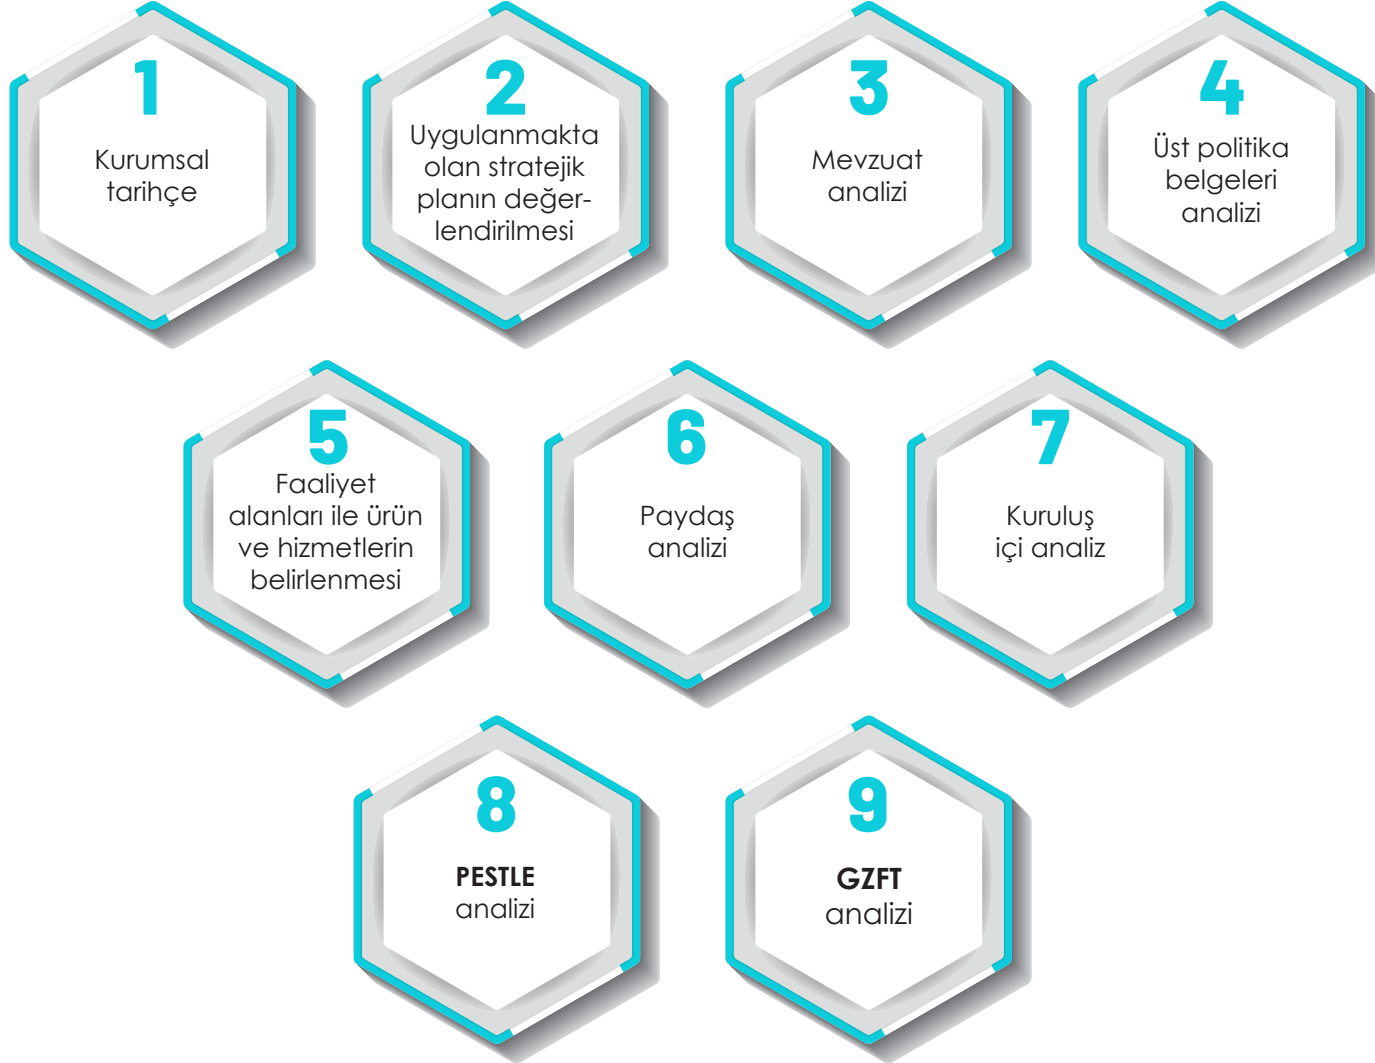 1
Kurumsal
tarihçe
2
Uygulanmakta
olan stratejik
planın değer-
lendirilmesi
3
Mevzuat
analizi
4
Üst politika
belgeleri
analizi
5
Faaliyet
alanları ile ürün
ve hizmetlerin
belirlenmesi
6
Paydaş
analizi
7
Kuruluş
içi analiz
8
PESTLE
analizi
9
GZFT
analizi